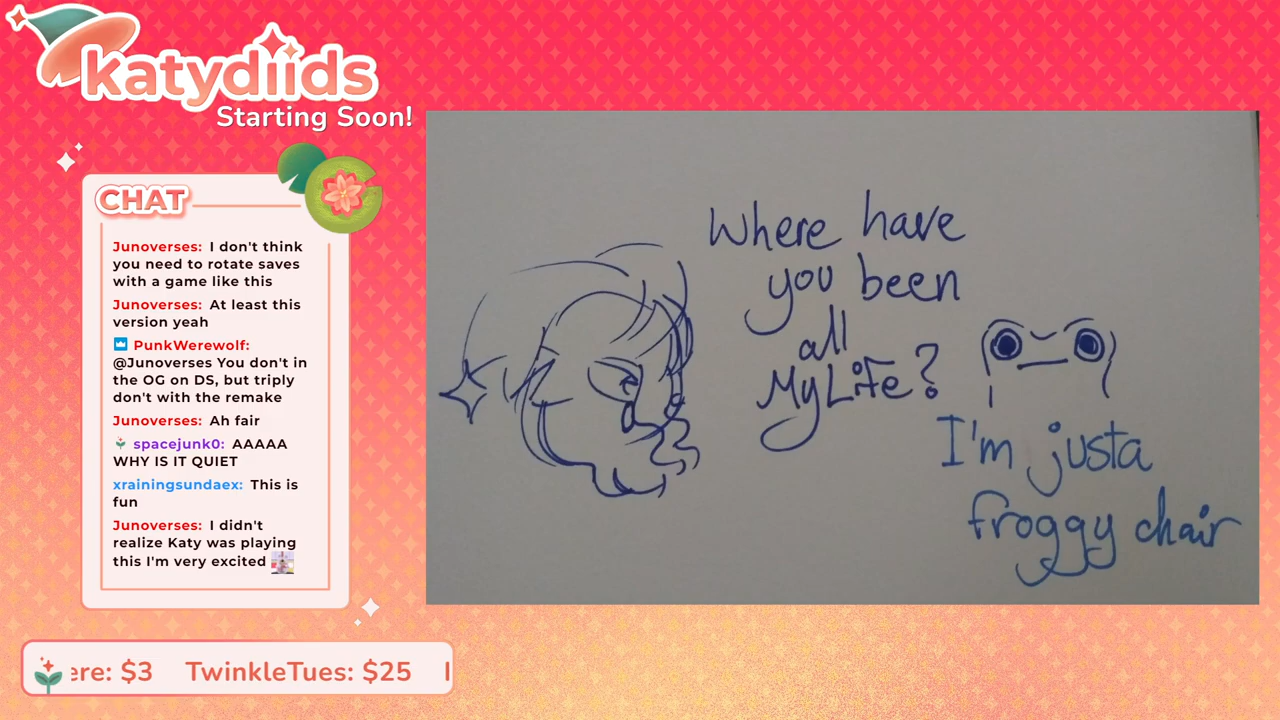 Katydiids
Starting Soon!
CHAT
Junoverses: I don't think
you need to rotate saves
with a game like this
Junoverses: At least this
version yeah
PunkWerewolf:
@Junoverses You don't in
the OG on DS, but triply
don't with the remake
Junoverses: Ah fair
spacejunk0: AAAAA
WHY IS IT QUIET
xrainingsundaex: This is
fun
Junoverses: I didn't
realize Katy was playing
this I'm very excited
Where have
you been
all
My Life?
I'm justa
froggy chair
ere: $3 TwinkleTues: $25